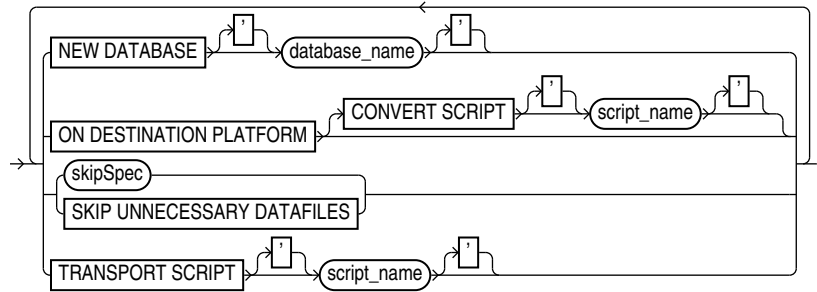 NEW DATABASE ' database_name '
CONVERT SCRIPT ' script_name '
ON DESTINATION PLATFORM
skipSpec
SKIP UNNECESSARY DATAFILES
TRANSPORT SCRIPT ' script_name '